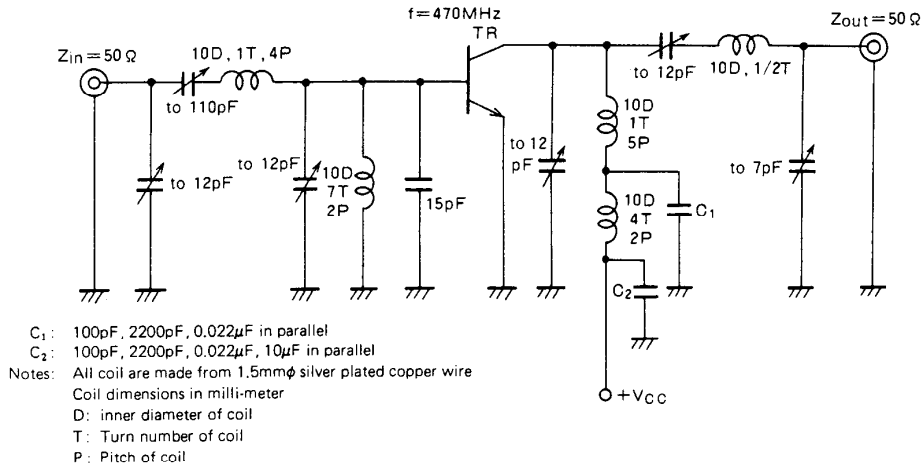 f=470MHz
TR
Zout=50Ω
Zin=50Ω
10D, 1T, 4P
to 110pF
to 12pF
10D, 1/2T
10D
1T
5P
to 12
pF
to 12pF
to 12pF
10D
7T
2P
15pF
to 7pF
10D
4T
2P
C₁
C₂
+VCC
C₁: 100pF, 2200pF, 0.022μF in parallel
C₂: 100pF, 2200pF, 0.022μF, 10μF in parallel
Notes: All coil are made from 1.5mmφ silver plated copper wire
Coil dimensions in milli-meter
D: inner diameter of coil
T: Turn number of coil
P: Pitch of coil